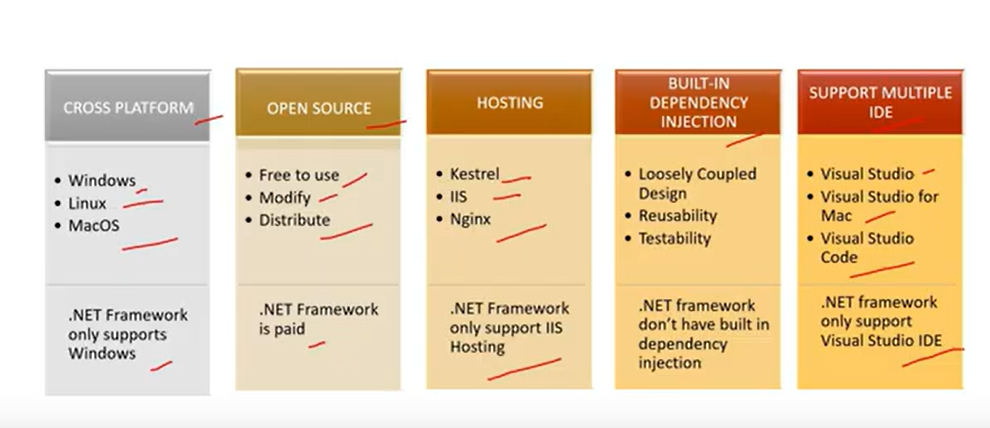 CROSS PLATFORM
• Windows
• Linux
• MacOS
.NET Framework
only supports
Windows
OPEN SOURCE
• Free to use
• Modify
• Distribute
.NET Framework
is paid
HOSTING
• Kestrel
• IIS
• Nginx
.NET Framework
only support IIS
Hosting
BUILT-IN
DEPENDENCY
INJECTION
• Loosely Coupled
Design
• Reusability
• Testability
.NET framework
don't have built in
dependency
injection
SUPPORT MULTIPLE
IDE
• Visual Studio
• Visual Studio for
Mac
• Visual Studio
Code
.NET framework
only support
Visual Studio IDE